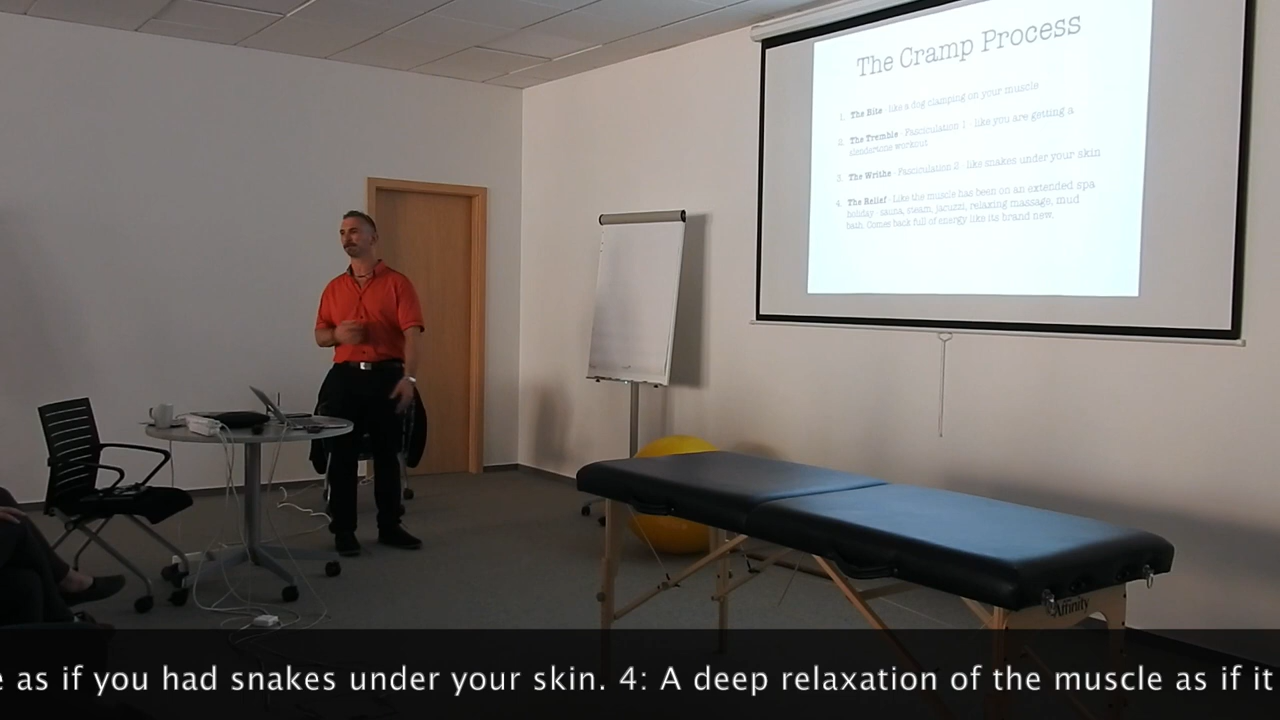 The Cramp Process
1. The Bite - like a dog clamping on your muscle
2. The Tremble - Fasciculation 1 - like you are getting a
slendertone workout
3. The Writhe - Fasciculation 2 - like snakes under your skin
4. The Relief - Like the muscle has been on an extended spa
holiday - sauna, steam, jacuzzi, relaxing massage, mud
bath. Comes back full of energy like its brand new.
Affinity
e as if you had snakes under your skin. 4: A deep relaxation of the muscle as if it